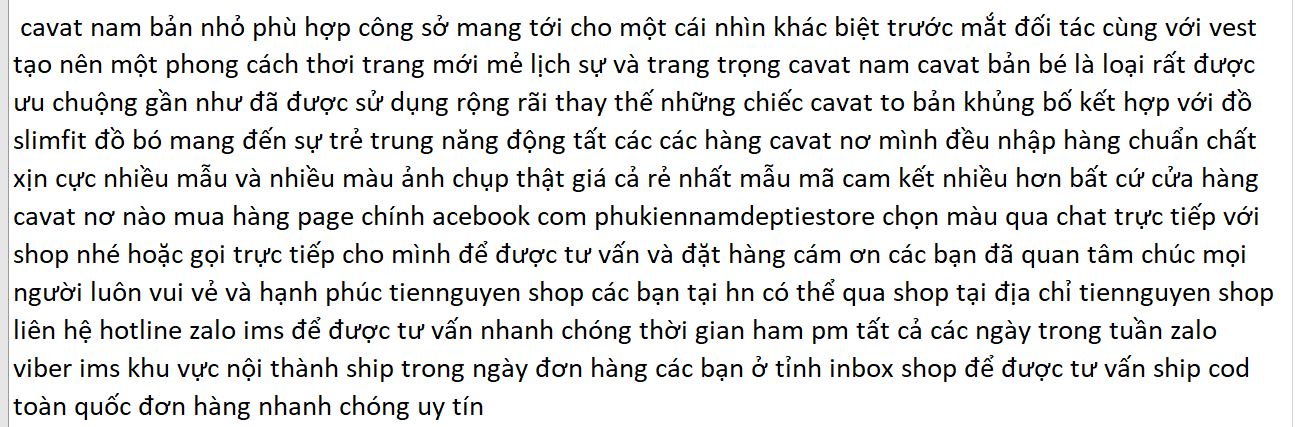 cavat nam bản nhỏ phù hợp công sở mang tới cho một cái nhìn khác biệt trước mắt đối tác cùng với vest
tạo nên một phong cách thơi trang mới mẻ lịch sự và trang trọng cavat nam cavat bản bé là loại rất được
ưu chuộng gần như đã được sử dụng rộng rãi thay thế những chiếc cavat to bản khủng bố kết hợp với đồ
slimfit đồ bó mang đến sự trẻ trung năng động tất các các hàng cavat nơ mình đều nhập hàng chuẩn chất
xịn cực nhiều mẫu và nhiều màu ảnh chụp thật giá cả rẻ nhất mẫu mã cam kết nhiều hơn bất cứ cửa hàng
cavat nơ nào mua hàng page chính acebook com phukiennamdeptiestore chọn màu qua chat trực tiếp với
shop nhé hoặc gọi trực tiếp cho mình để được tư vấn và đặt hàng cám ơn các bạn đã quan tâm chúc mọi
người luôn vui vẻ và hạnh phúc tiennguyen shop các bạn tại hn có thể qua shop tại địa chỉ tiennguyen shop
liên hệ hotline zalo ims để được tư vấn nhanh chóng thời gian ham pm tất cả các ngày trong tuần zalo
viber ims khu vực nội thành ship trong ngày đơn hàng các bạn ở tỉnh inbox shop để được tư vấn ship cod
toàn quốc đơn hàng nhanh chóng uy tín